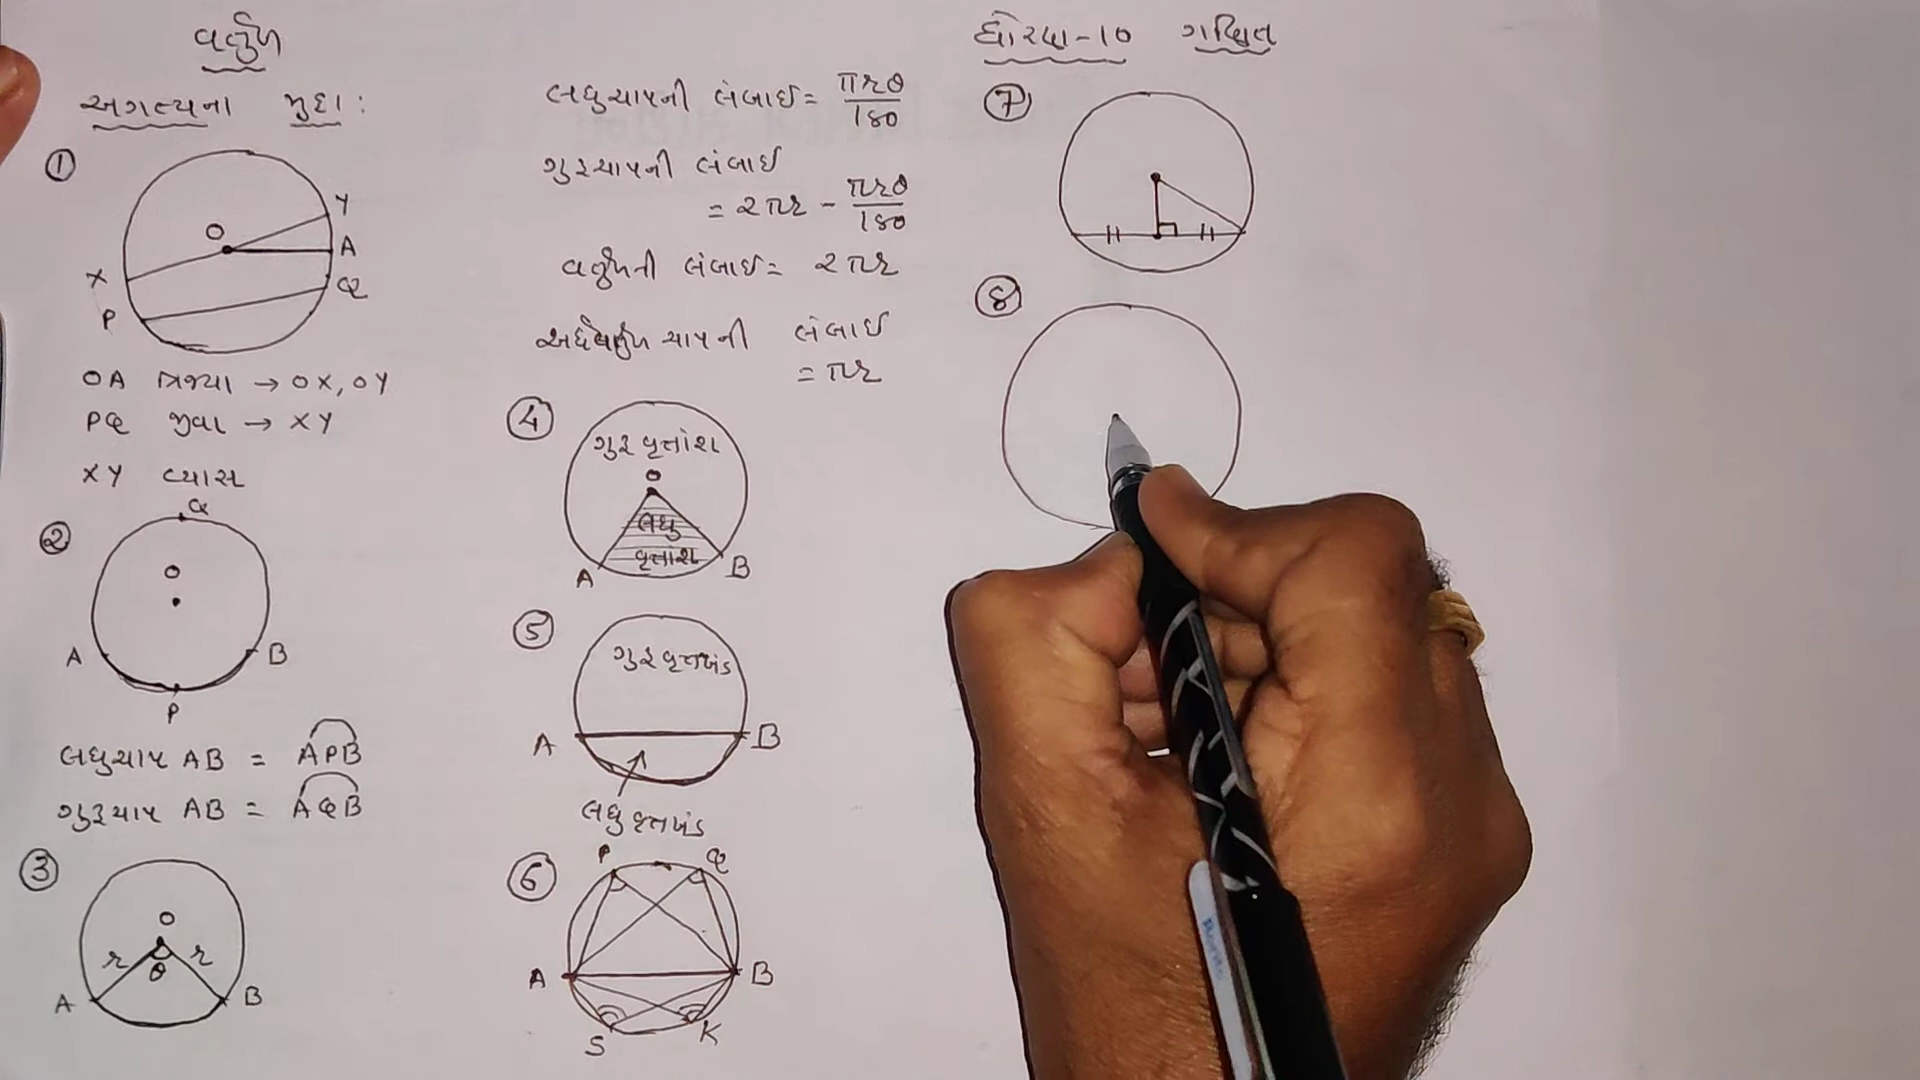 વર્તુળ
અગત્યના મુદ્દા :
①
O
Y
A
X
Q
P
OA ત્રિજ્યા → OX, OY
PQ જીવા → XY
XY વ્યાસ
②
Q
O
A
B
P
લઘુચાપ AB = APB
ગુરુચાપ AB = AQB
③
O
r θ r
A
B
લઘુચાપની લંબાઈ = πrθ/180
ગુરુચાપની લંબાઈ
= 2πr - πrθ/180
વર્તુળની લંબાઈ = 2πr
અર્ધવર્તુળ ચાપની લંબાઈ
= πr
④
ગુરુ વૃત્તાંશ
O
લઘુ
વૃત્તાંશ
A
B
⑤
ગુરુ વૃત્તખંડ
A
B
લઘુ વૃત્તખંડ
⑥
P
Q
A
B
S
K
ધોરણ-10 ગણિત
⑦
⑧